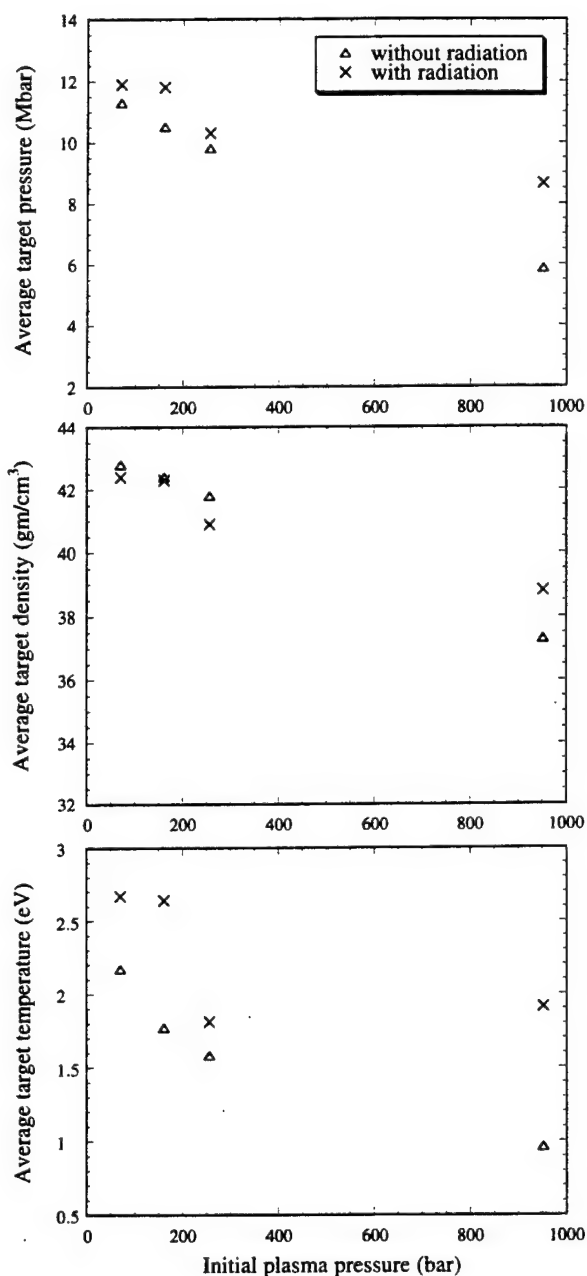 14
12
10
8
6
4
2
Average target pressure (Mbar)
without radiation
with radiation
0 200 400 600 800 1000
44
42
40
38
36
34
32
Average target density (gm/cm³)
0 200 400 600 800 1000
3
2.5
2
1.5
1
0.5
Average target temperature (eV)
0 200 400 600 800 1000
Initial plasma pressure (bar)